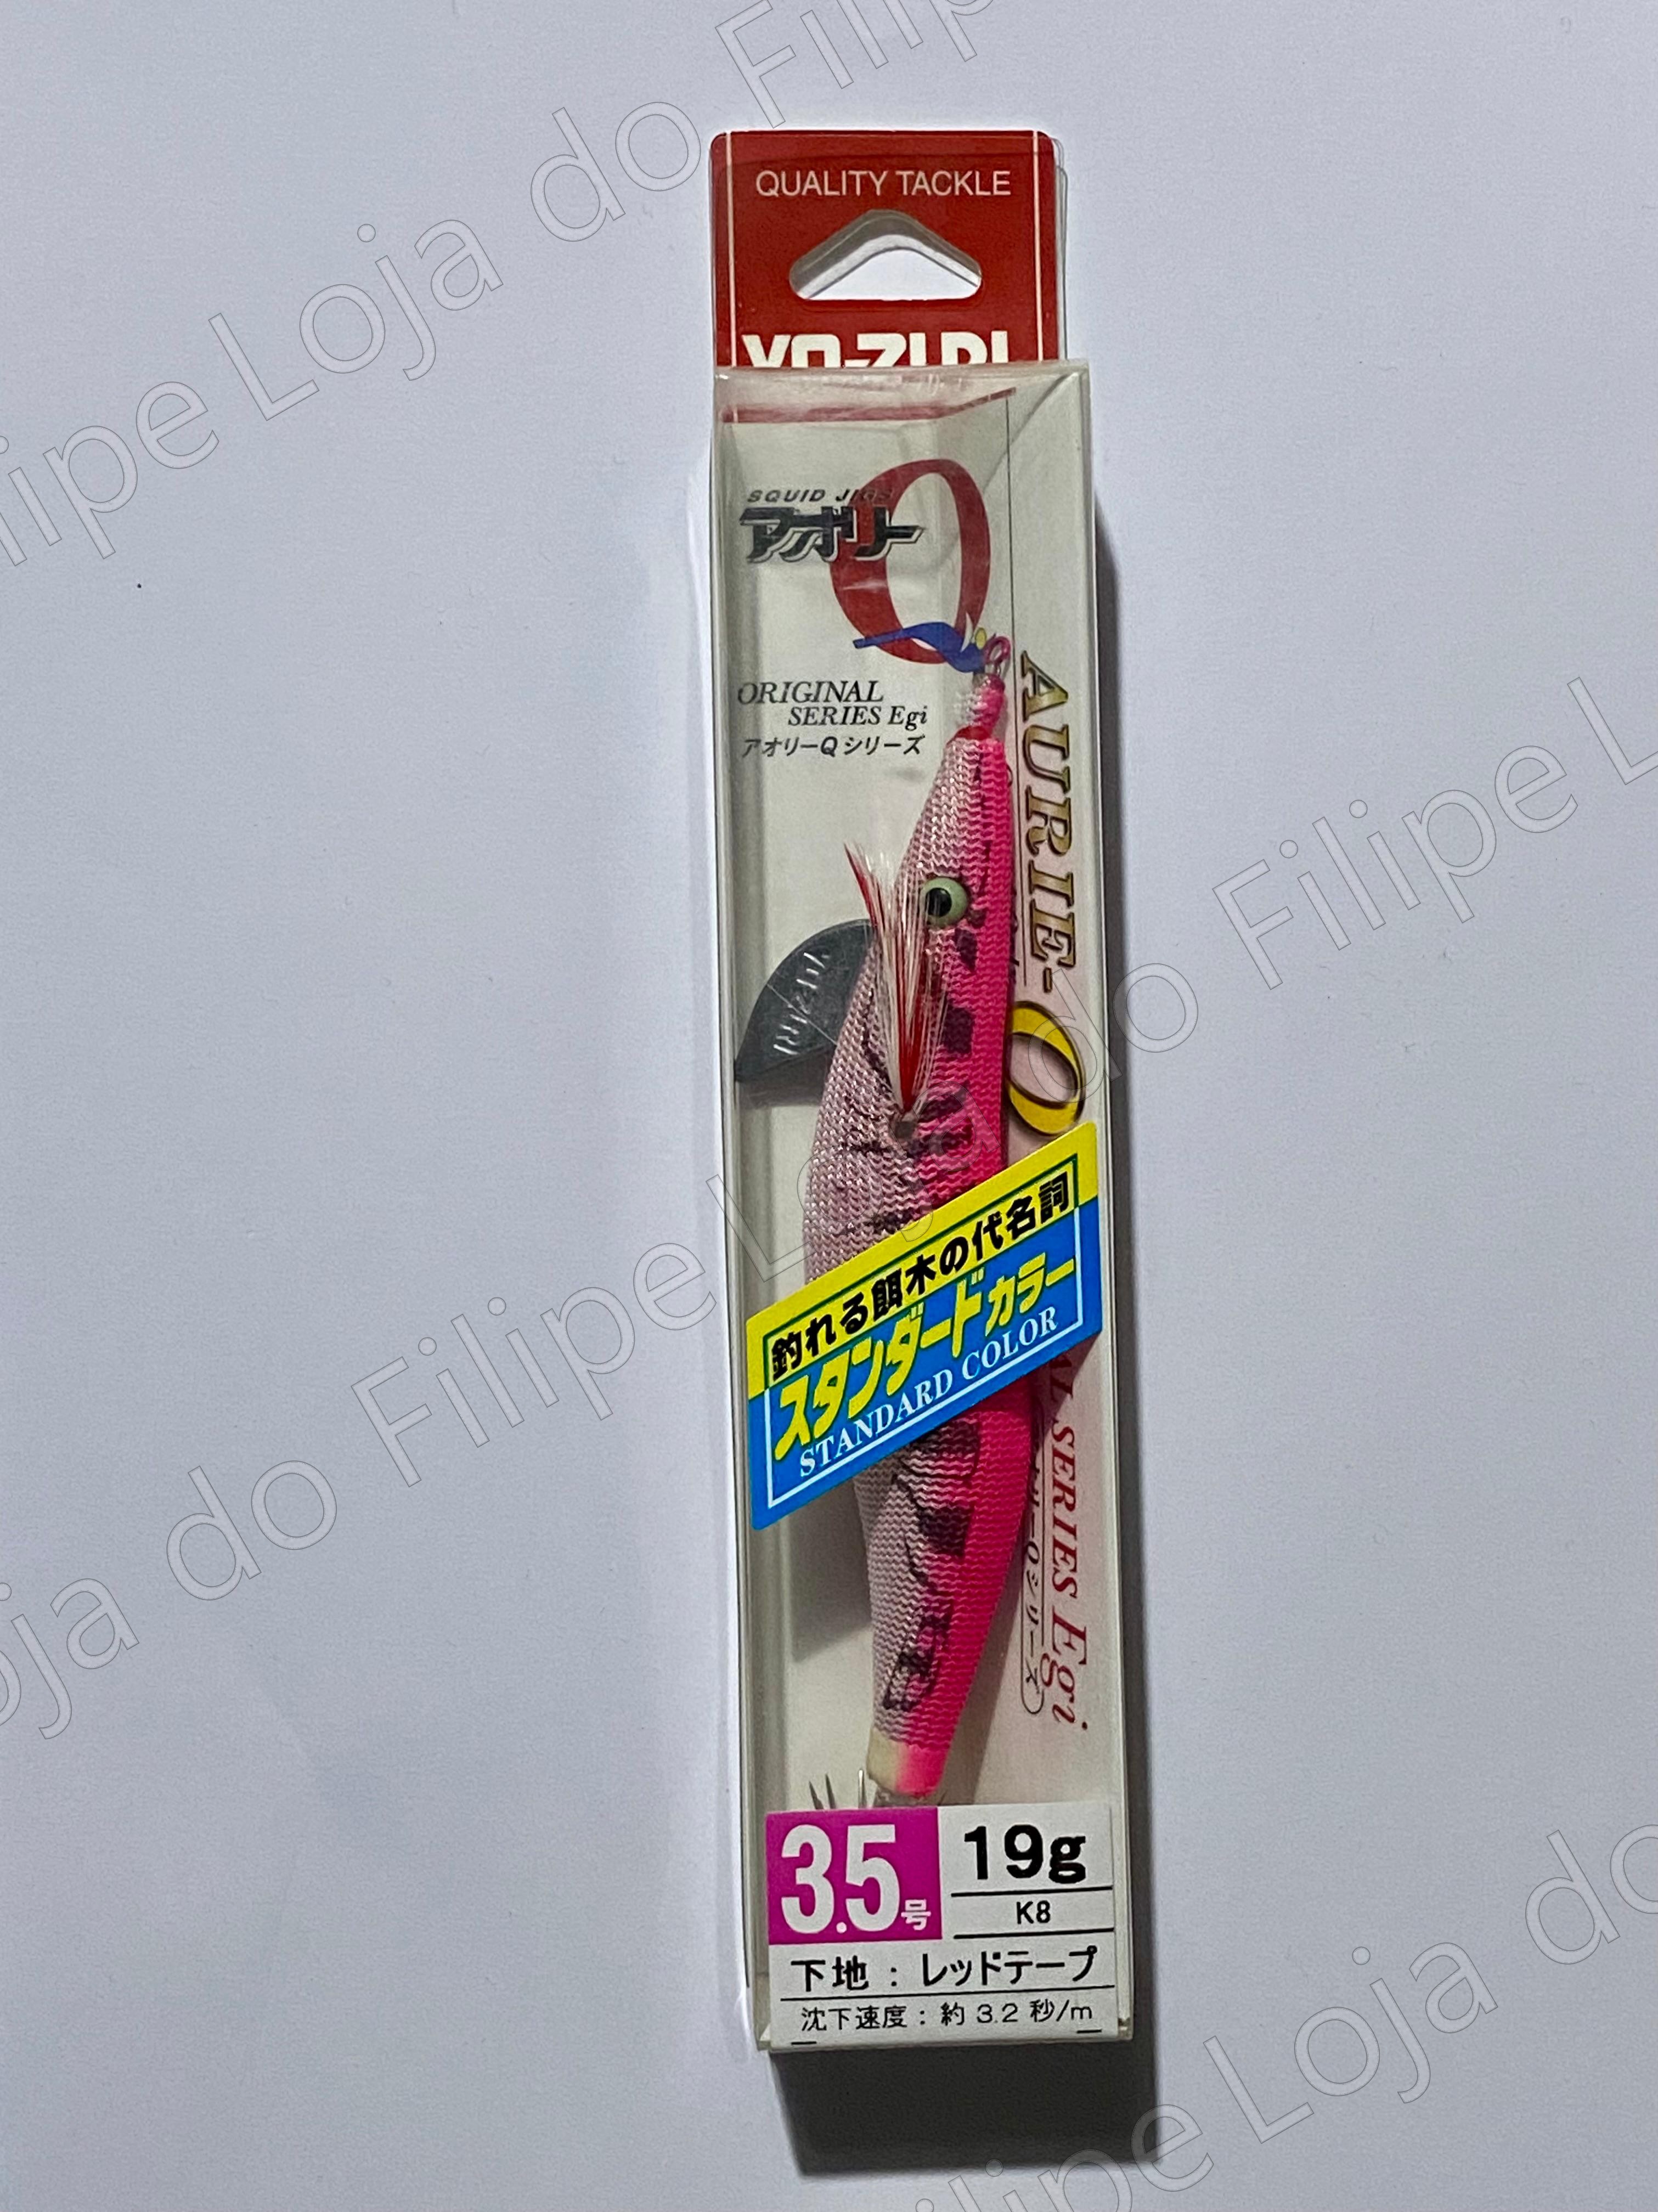 QUALITY TACKLE
YO-ZURI
SQUID JIGS
アオリーQ
ORIGINAL
SERIES Egi
アオリーQシリーズ
AURIE-Q
YO-ZURI
釣れる餌木の代名詞
スタンダードカラー
STANDARD COLOR
SERIES Egi
3.5号
19g
K8
下地：レッドテープ
沈下速度：約3.2秒/m
Loja do Filipe